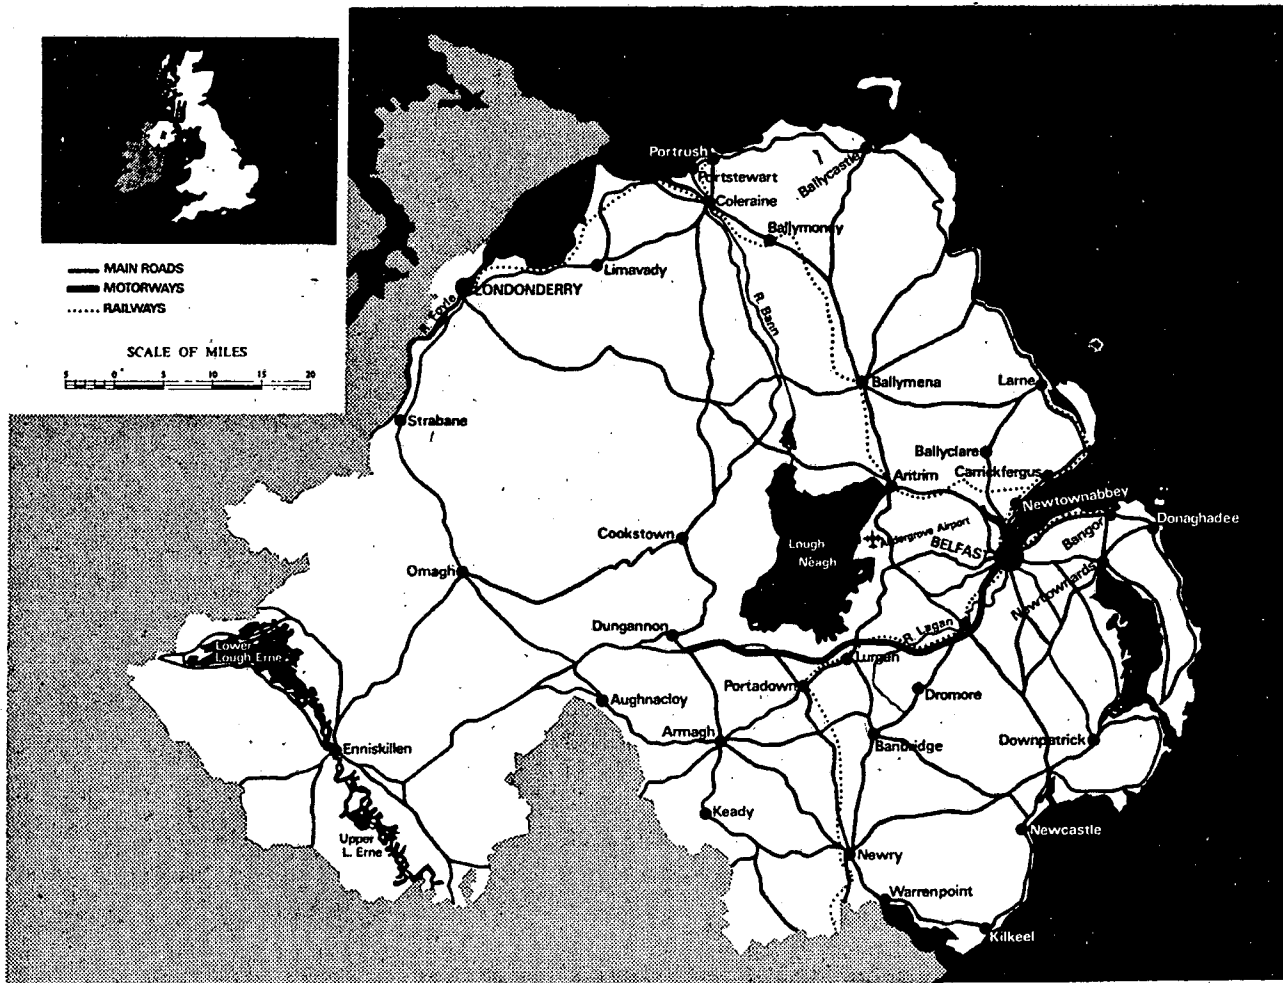 MAIN ROADS
MOTORWAYS
RAILWAYS
SCALE OF MILES
5 0 5 10 15 20
Portrush
Portstewart
Ballycastle
Coleraine
Ballymoney
Limavady
LONDONDERRY
R. Foyle
R. Bann
Ballymena
Larne
Strabane
Ballyclare
Carrickfergus
Antrim
Newtownabbey
Donaghadee
Bangor
Aldergrove Airport
BELFAST
Cookstown
Lough
Neagh
Omagh
Newtownards
Dungannon
R. Lagan
Lower
Lough Erne
Lurgan
Portadown
Dromore
Aughnacloy
Armagh
Banbridge
Downpatrick
Enniskillen
Keady
Newcastle
Upper
L. Erne
Newry
Warrenpoint
Kilkeel